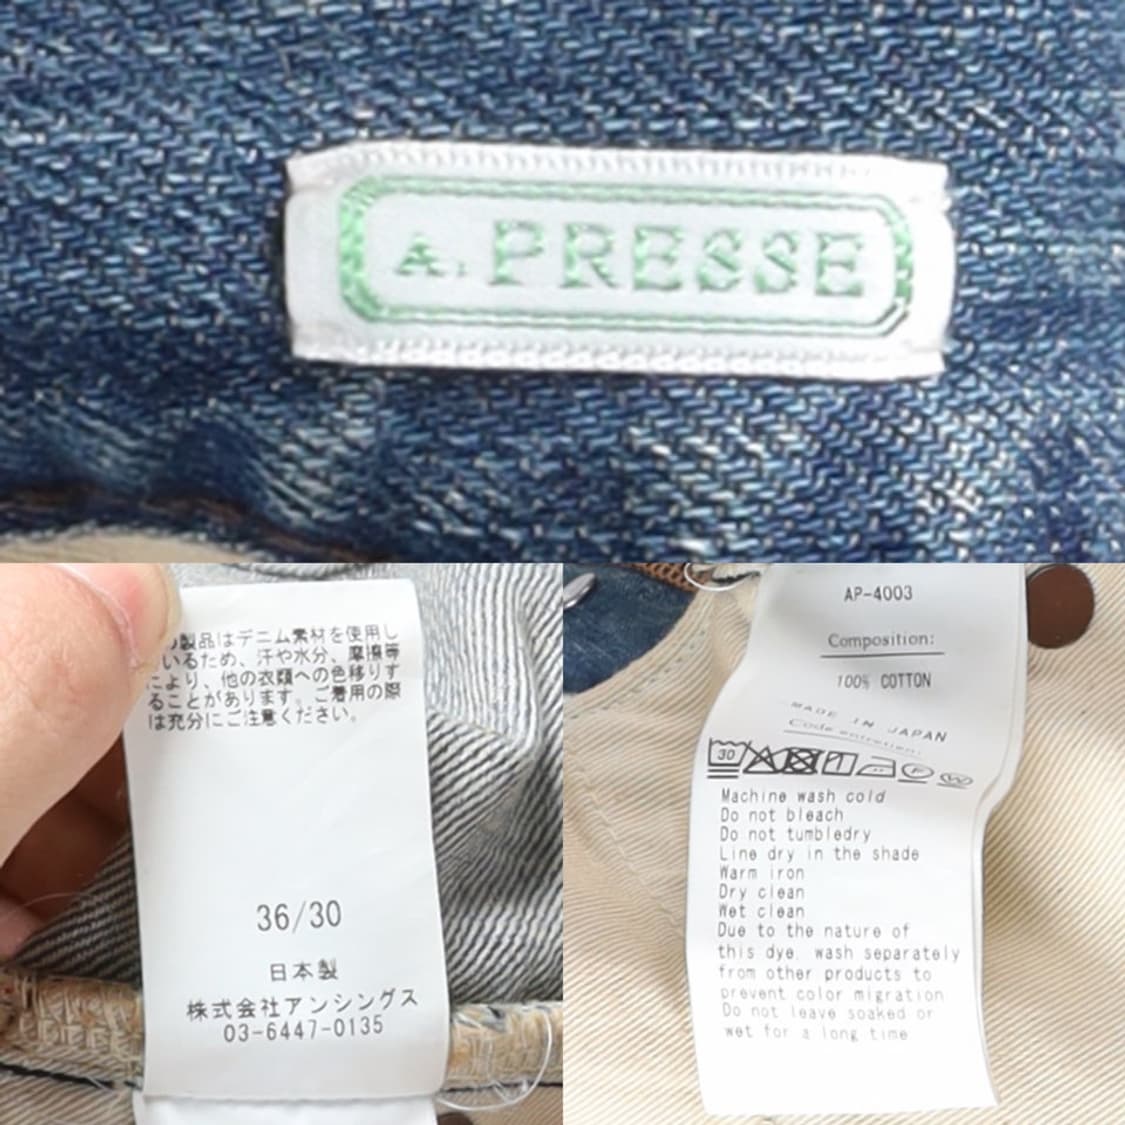 A. PRESSE
製品はデニム素材を使用し
いるため、汗や水分、摩擦等
により、他の衣類への色移りす
ることがあります。ご着用の際
は充分にご注意ください。
36/30
日本製
株式会社アンシングス
03-6447-0135
AP-4003
Composition:
100% COTTON
MADE IN JAPAN
Code entretien:
30
F
W
Machine wash cold
Do not bleach
Do not tumbledry
Line dry in the shade
Warm iron
Dry clean
Wet clean
Due to the nature of
this dye, wash separately
from other products to
prevent color migration
Do not leave soaked or
wet for a long time